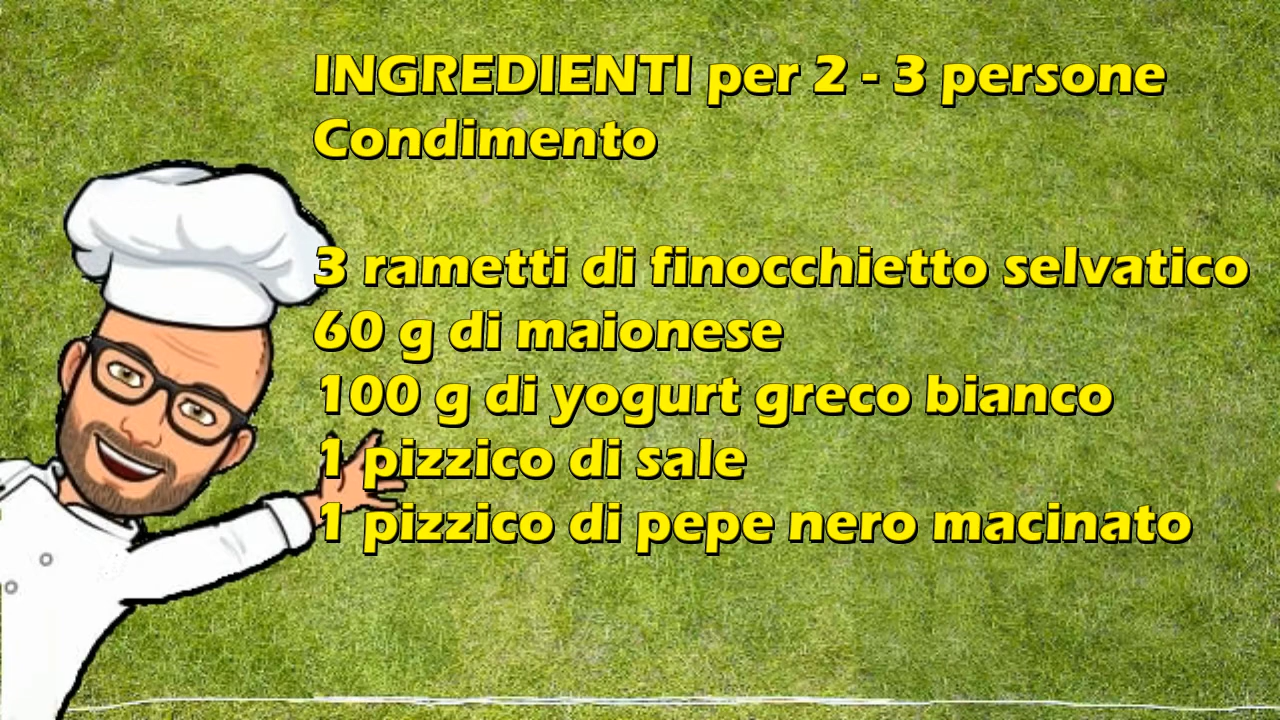 INGREDIENTI per 2 - 3 persone
Condimento
3 rametti di finocchietto selvatico
60 g di maionese
100 g di yogurt greco bianco
1 pizzico di sale
1 pizzico di pepe nero macinato